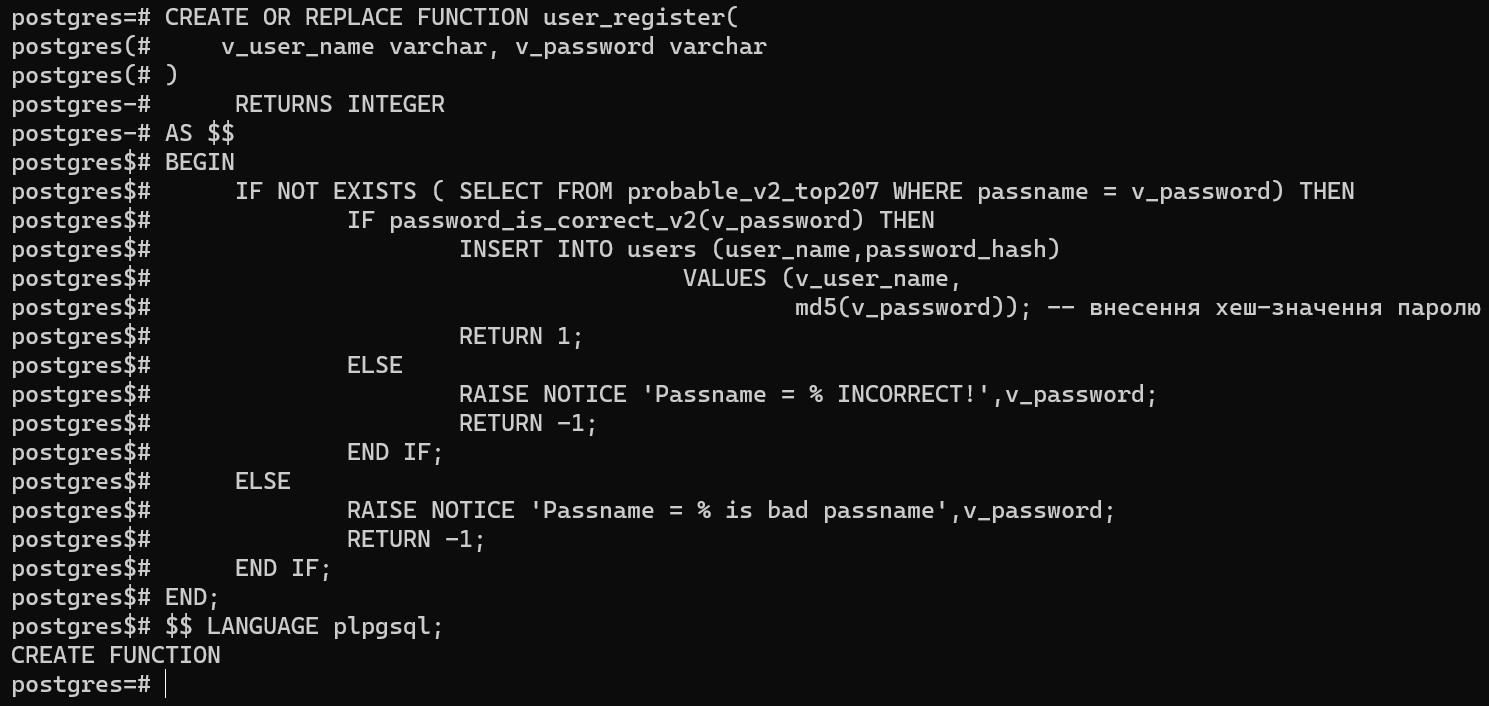 postgres=# CREATE OR REPLACE FUNCTION user_register(
postgres(#     v_user_name varchar, v_password varchar
postgres(# )
postgres-#      RETURNS INTEGER
postgres-# AS $$
postgres$# BEGIN
postgres$#      IF NOT EXISTS ( SELECT FROM probable_v2_top207 WHERE passname = v_password) THEN
postgres$#              IF password_is_correct_v2(v_password) THEN
postgres$#                      INSERT INTO users (user_name,password_hash)
postgres$#                                      VALUES (v_user_name,
postgres$#                                              md5(v_password)); -- внесення хеш-значення паролю
postgres$#                      RETURN 1;
postgres$#              ELSE
postgres$#                      RAISE NOTICE 'Passname = % INCORRECT!',v_password;
postgres$#                      RETURN -1;
postgres$#              END IF;
postgres$#      ELSE
postgres$#              RAISE NOTICE 'Passname = % is bad passname',v_password;
postgres$#              RETURN -1;
postgres$#      END IF;
postgres$# END;
postgres$# $$ LANGUAGE plpgsql;
CREATE FUNCTION
postgres=#